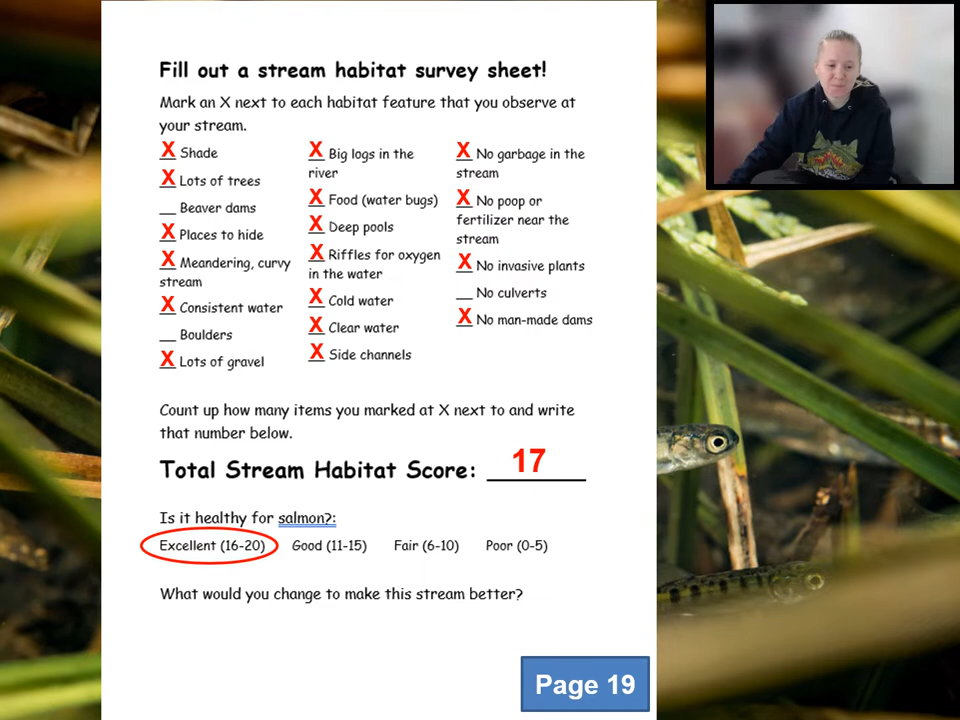 Fill out a stream habitat survey sheet!
Mark an X next to each habitat feature that you observe at
your stream.
X Shade
X Lots of trees
__ Beaver dams
X Places to hide
X Meandering, curvy
stream
X Consistent water
__ Boulders
X Lots of gravel
X Big logs in the
river
X Food (water bugs)
X Deep pools
X Riffles for oxygen
in the water
X Cold water
X Clear water
X Side channels
X No garbage in the
stream
X No poop or
fertilizer near the
stream
X No invasive plants
__ No culverts
X No man-made dams
Count up how many items you marked at X next to and write
that number below.
Total Stream Habitat Score: 17
Is it healthy for salmon?:
Excellent (16-20) Good (11-15) Fair (6-10) Poor (0-5)
What would you change to make this stream better?
Page 19